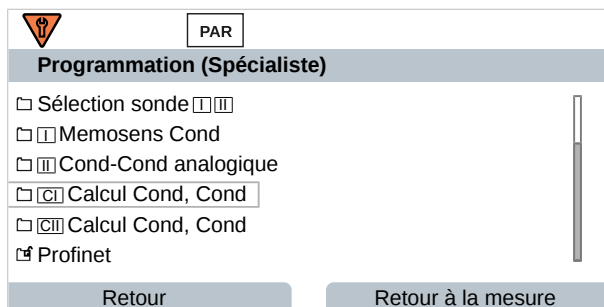 PAR
Programmation (Spécialiste)
Sélection sonde I II
I Memosens Cond
II Cond-Cond analogique
CI Calcul Cond, Cond
CII Calcul Cond, Cond
Profinet
Retour
Retour à la mesure